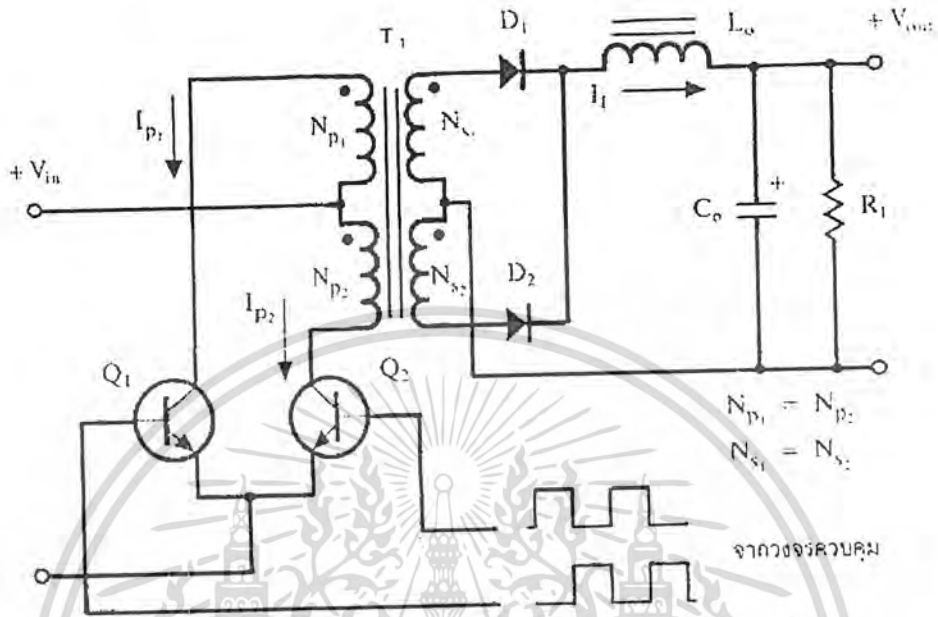 T₁
D₁
Lₒ
+ Vₒᵤₜ
Iₚ₁
Nₚ₁
Nₛ₁
I₁
+ Vᵢₙ
Cₒ
+
R₁
Nₚ₂
Nₛ₂
D₂
Iₚ₂
Q₁
Q₂
Nₚ₁ = Nₚ₂
Nₛ₁ = Nₛ₂
จากวงจรควบคุม